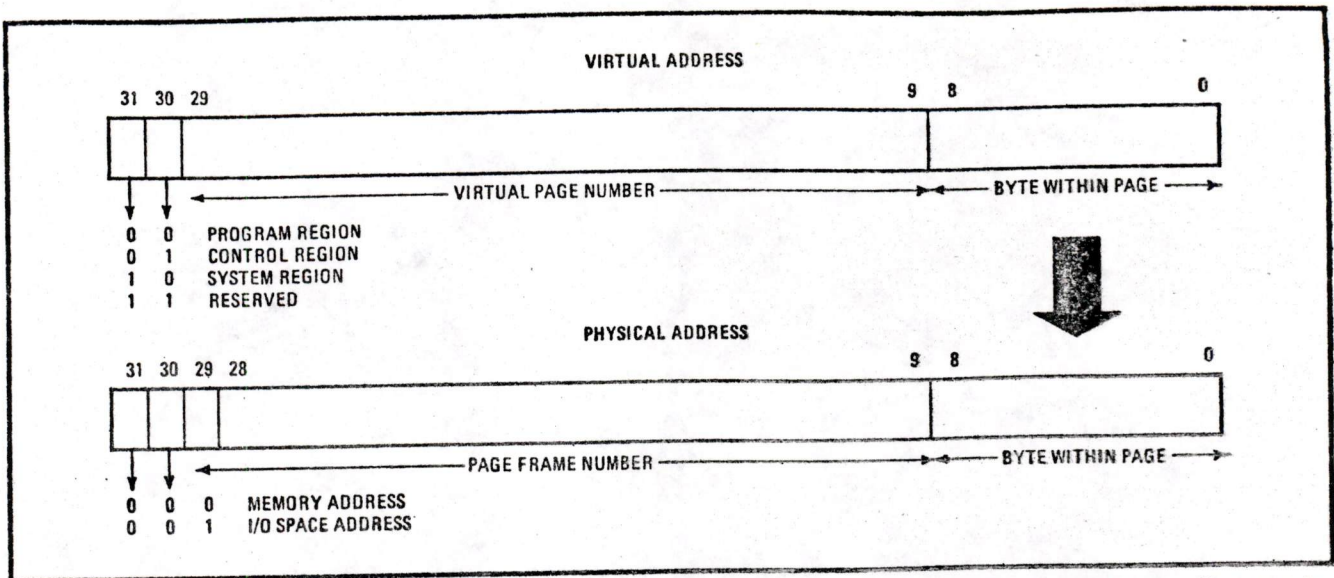 VIRTUAL ADDRESS
31 30 29 9 8 0
VIRTUAL PAGE NUMBER BYTE WITHIN PAGE
0 0 PROGRAM REGION
0 1 CONTROL REGION
1 0 SYSTEM REGION
1 1 RESERVED
PHYSICAL ADDRESS
31 30 29 28 9 8 0
PAGE FRAME NUMBER BYTE WITHIN PAGE
0 0 0 MEMORY ADDRESS
0 0 1 I/O SPACE ADDRESS